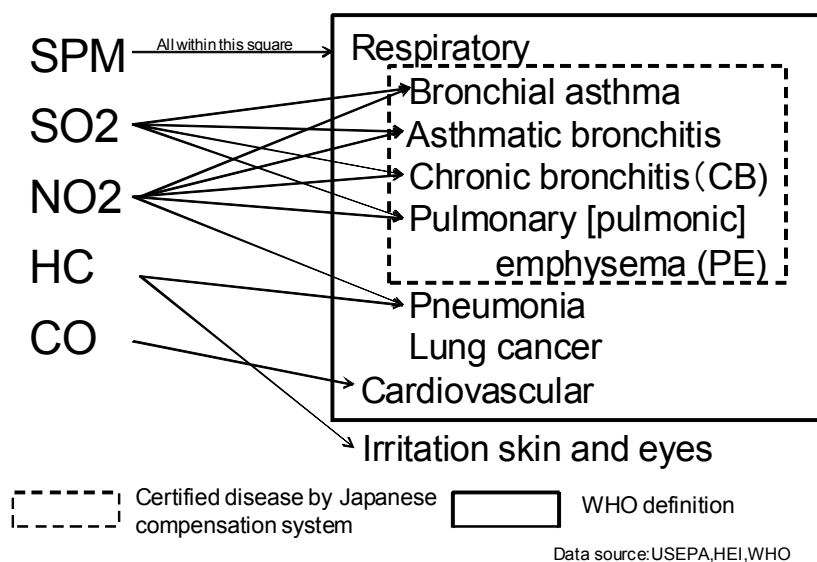 SPM
All within this square
Respiratory
Bronchial asthma
SO2
Asthmatic bronchitis
Chronic bronchitis(CB)
NO2
Pulmonary [pulmonic]
emphysema (PE)
HC
Pneumonia
CO
Lung cancer
Cardiovascular
Irritation skin and eyes
Certified disease by Japanese
compensation system
WHO definition
Data source:USEPA,HEI,WHO